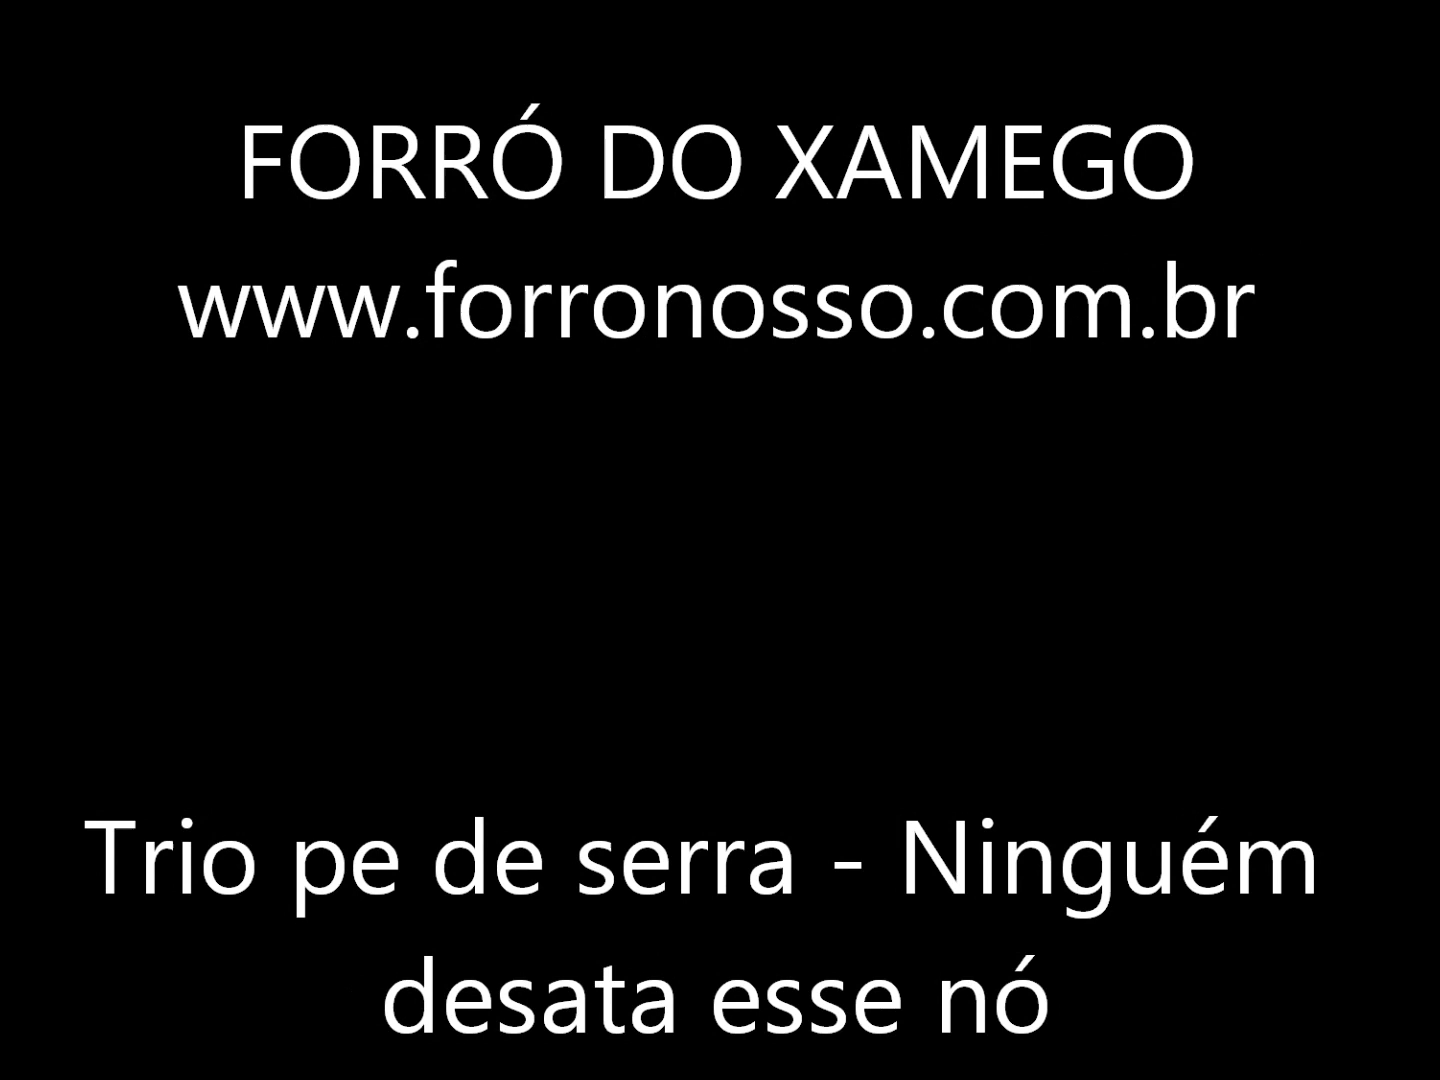 FORRÓ DO XAMEGO
www.forronosso.com.br
Trio pe de serra - Ninguém
desata esse nó